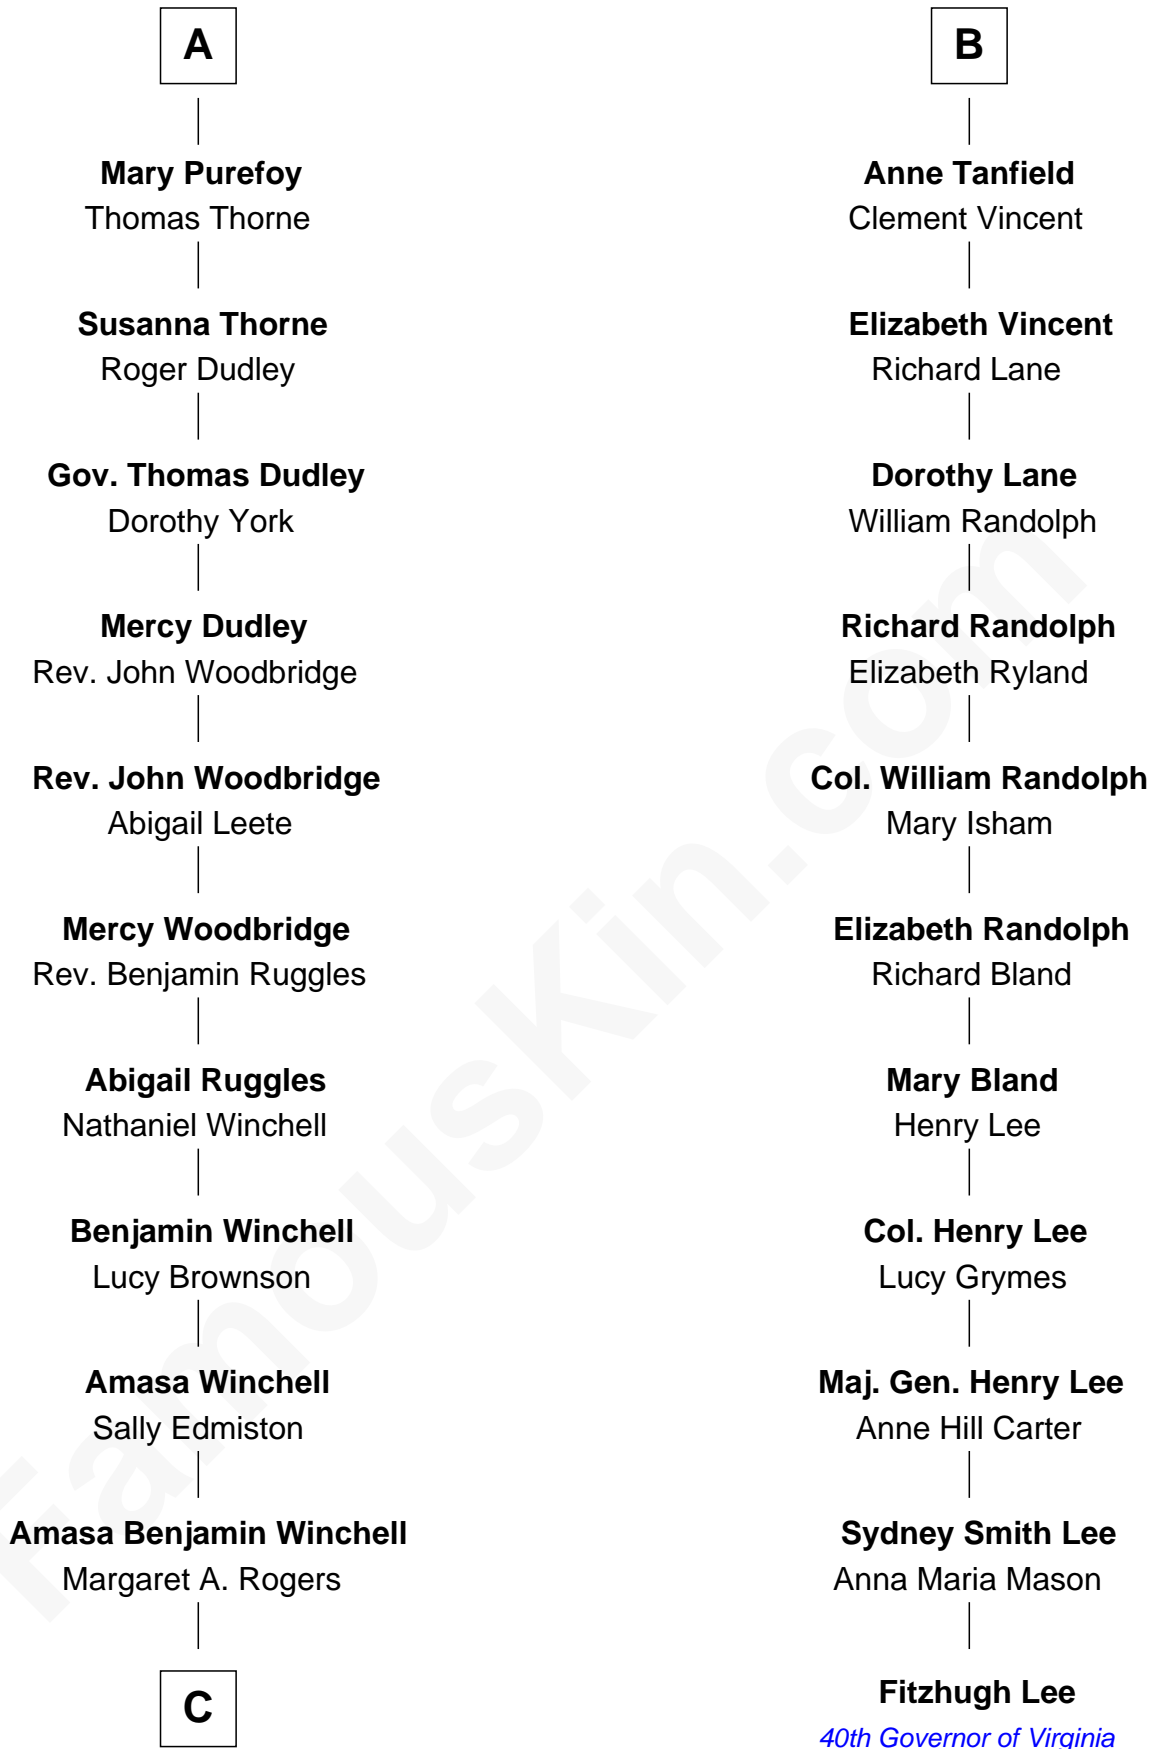 A
Mary Purefoy
Thomas Thorne
Susanna Thorne
Roger Dudley
Gov. Thomas Dudley
Dorothy York
Mercy Dudley
Rev. John Woodbridge
Rev. John Woodbridge
Abigail Leete
Mercy Woodbridge
Rev. Benjamin Ruggles
Abigail Ruggles
Nathaniel Winchell
Benjamin Winchell
Lucy Brownson
Amasa Winchell
Sally Edmiston
Amasa Benjamin Winchell
Margaret A. Rogers
C
B
Anne Tanfield
Clement Vincent
Elizabeth Vincent
Richard Lane
Dorothy Lane
William Randolph
Richard Randolph
Elizabeth Ryland
Col. William Randolph
Mary Isham
Elizabeth Randolph
Richard Bland
Mary Bland
Henry Lee
Col. Henry Lee
Lucy Grymes
Maj. Gen. Henry Lee
Anne Hill Carter
Sydney Smith Lee
Anna Maria Mason
Fitzhugh Lee
40th Governor of Virginia
FamousKin.com